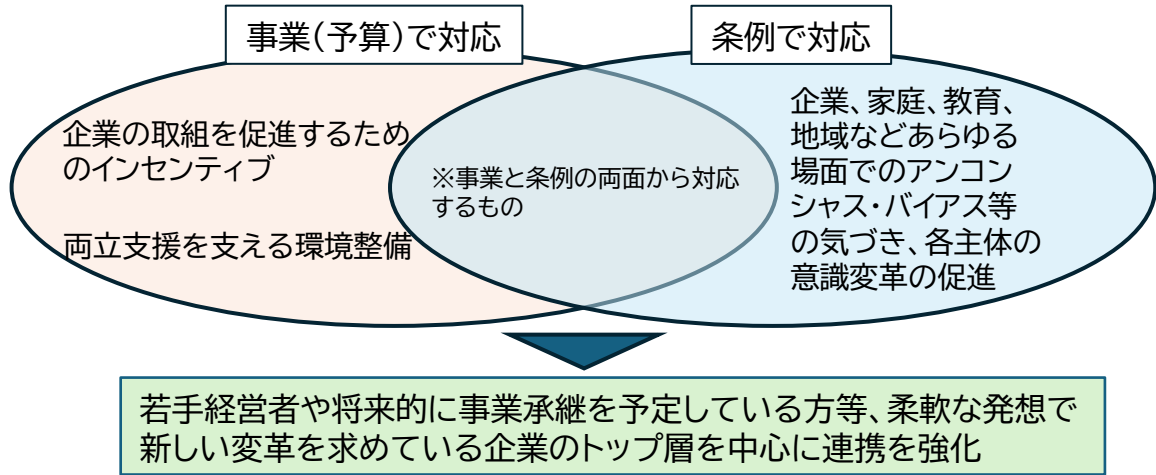 事業(予算)で対応
条例で対応
企業の取組を促進するため
のインセンティブ
両立支援を支える環境整備
※事業と条例の両面から対応
するもの
企業、家庭、教育、
地域などあらゆる
場面でのアンコン
シャス・バイアス等
の気づき、各主体の
意識変革の促進
若手経営者や将来的に事業承継を予定している方等、柔軟な発想で
新しい変革を求めている企業のトップ層を中心に連携を強化